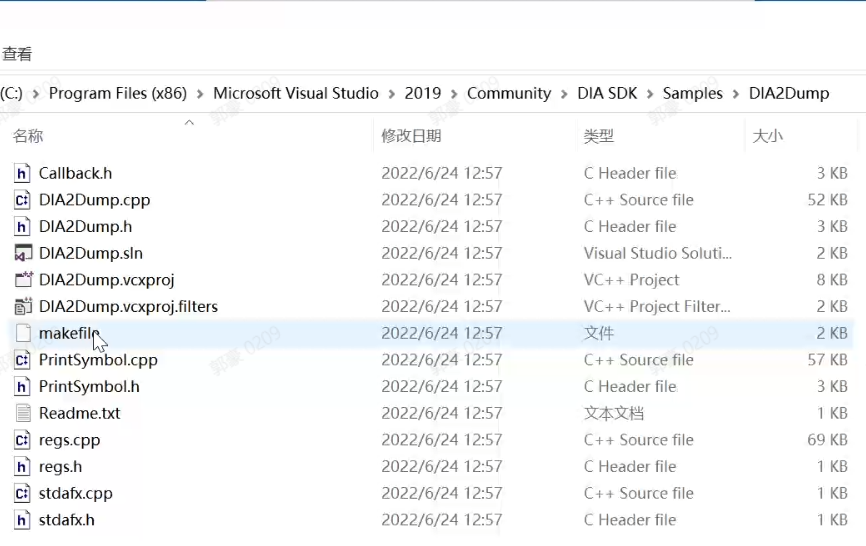 查看
(C:) › Program Files (x86) › Microsoft Visual Studio › 2019 › Community › DIA SDK › Samples › DIA2Dump
名称 修改日期 类型 大小
Callback.h 2022/6/24 12:57 C Header file 3 KB
DIA2Dump.cpp 2022/6/24 12:57 C++ Source file 52 KB
DIA2Dump.h 2022/6/24 12:57 C Header file 3 KB
DIA2Dump.sln 2022/6/24 12:57 Visual Studio Soluti... 2 KB
DIA2Dump.vcxproj 2022/6/24 12:57 VC++ Project 8 KB
DIA2Dump.vcxproj.filters 2022/6/24 12:57 VC++ Project Filter... 2 KB
makefile 2022/6/24 12:57 文件 2 KB
PrintSymbol.cpp 2022/6/24 12:57 C++ Source file 57 KB
PrintSymbol.h 2022/6/24 12:57 C Header file 3 KB
Readme.txt 2022/6/24 12:57 文本文档 1 KB
regs.cpp 2022/6/24 12:57 C++ Source file 69 KB
regs.h 2022/6/24 12:57 C Header file 1 KB
stdafx.cpp 2022/6/24 12:57 C++ Source file 1 KB
stdafx.h 2022/6/24 12:57 C Header file 1 KB